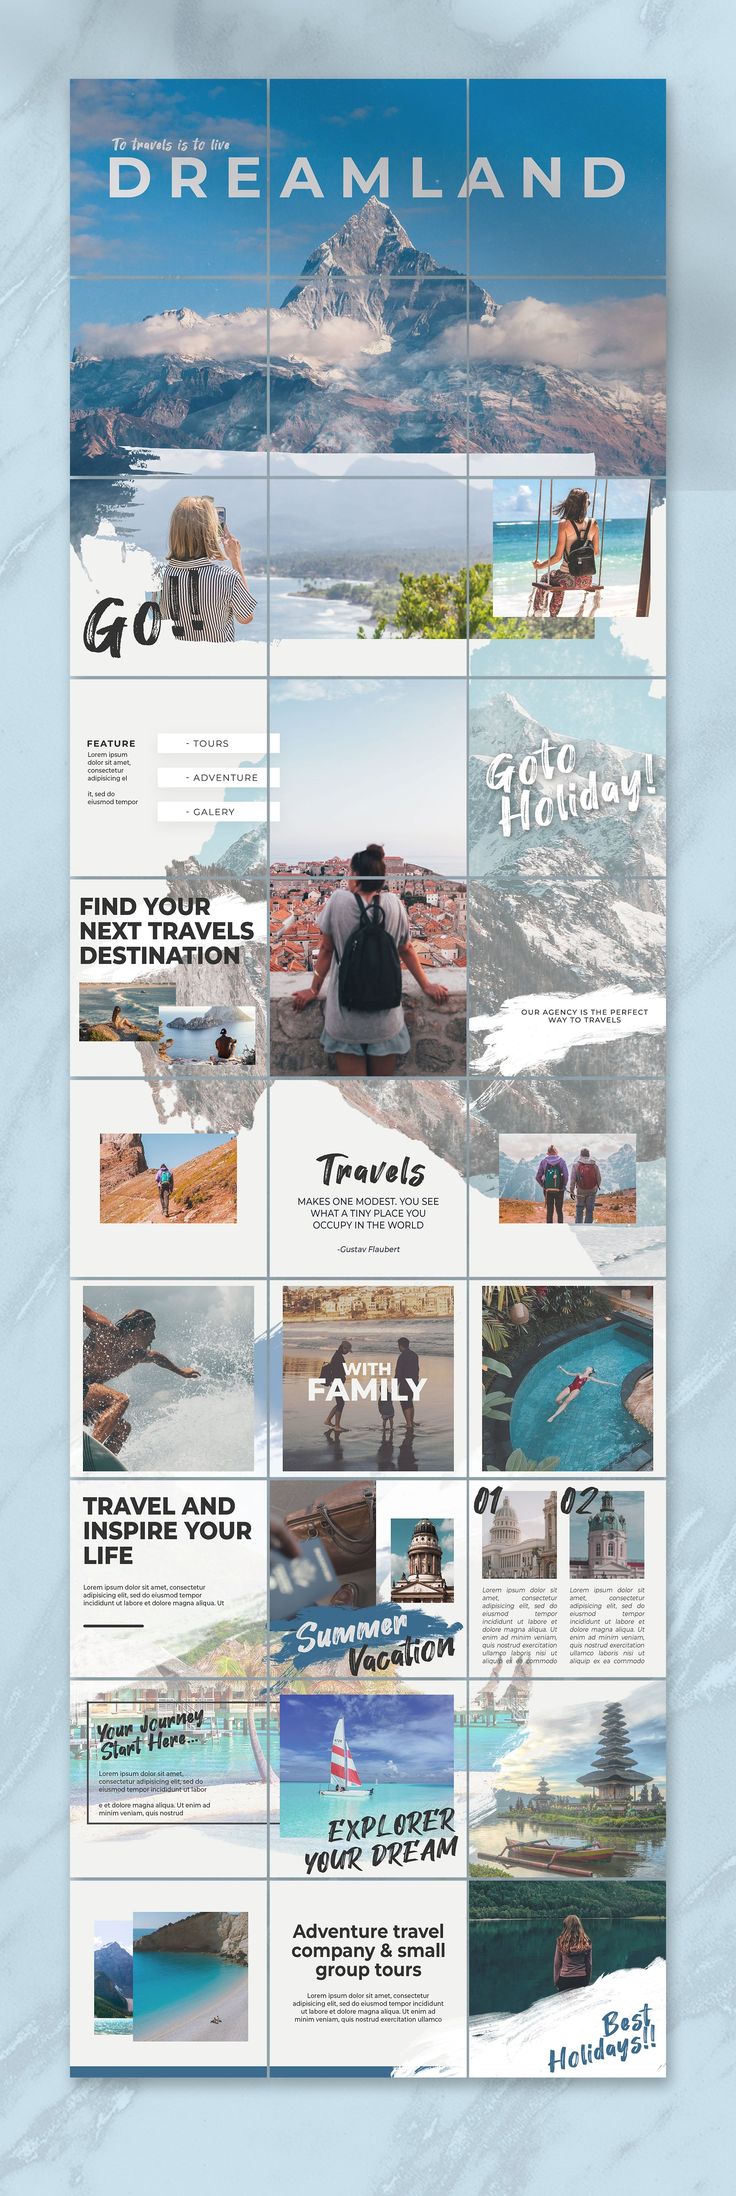 To travels is to live
DREAMLAND
Go!!
FEATURE
Lorem ipsum
dolor sit amet,
consectetur
adipisicing el
it, sed do
eiusmod tempor
- TOURS
- ADVENTURE
- GALERY
Goto
Holiday!
FIND YOUR
NEXT TRAVELS
DESTINATION
OUR AGENCY IS THE PERFECT
WAY TO TRAVELS
Travels
MAKES ONE MODEST. YOU SEE
WHAT A TINY PLACE YOU
OCCUPY IN THE WORLD
-Gustav Flaubert
WITH
FAMILY
TRAVEL AND
INSPIRE YOUR
LIFE
Lorem ipsum dolor sit amet, consectetur
adipisicing elit, sed do eiusmod tempor
incididunt ut labore et dolore magna aliqua. Ut
Summer
Vacation
01
Lorem ipsum dolor sit
amet, consectetur
adipisicing elit, sed do
eiusmod tempor
incididunt ut labore et
dolore magna aliqua. Ut
enim ad minim veniam,
quis nostrud exercitation
ullamco laboris nisi ut
aliquip ex ea commodo
02
Lorem ipsum dolor sit
amet, consectetur
adipisicing elit, sed do
eiusmod tempor
incididunt ut labore et
dolore magna aliqua. Ut
enim ad minim veniam,
quis nostrud exercitation
ullamco laboris nisi ut
aliquip ex ea commodo
Your Journey
Start Here...
Lorem ipsum dolor sit amet,
consectetur adipisicing elit, sed do
eiusmod tempor incididunt ut labor
e et dolore magna aliqua. Ut enim ad
minim veniam, quis nostrud
EXPLORER
YOUR DREAM
Adventure travel
company & small
group tours
Lorem ipsum dolor sit amet, consectetur
adipisicing elit, sed do eiusmod tempor incididunt
ut labore et dolore magna aliqua. Ut enim ad
minim veniam, quis nostrud exercitation ullamco
Best
Holidays!!